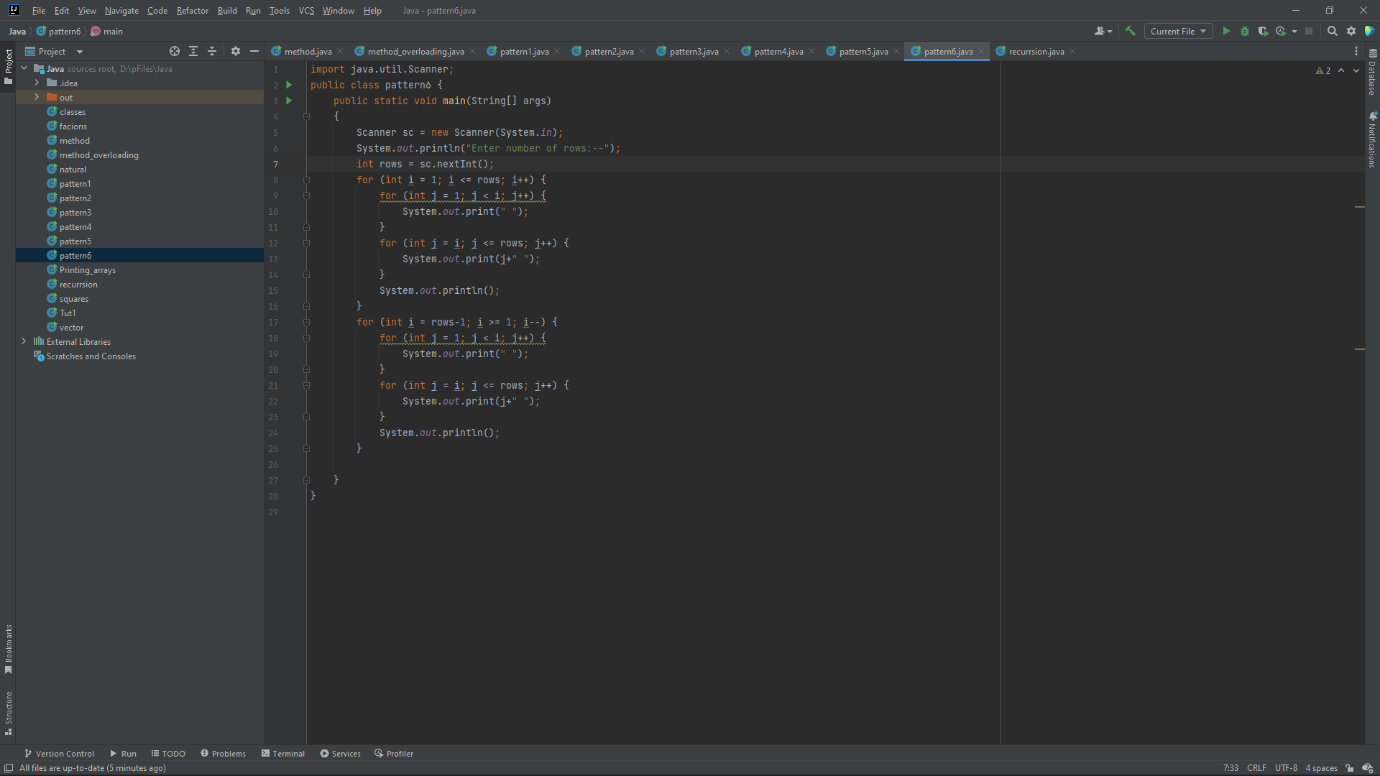 File Edit View Navigate Code Refactor Build Run Tools VCS Window Help Java - pattern6.java
Java pattern6 main Current File
Project method.java method_overloading.java pattern1.java pattern2.java pattern3.java pattern4.java pattern5.java pattern6.java recurrsion.java
Project
Java sources root, D:\pFiles\Java
.idea
out
classes
facions
method
method_overloading
natural
pattern1
pattern2
pattern3
pattern4
pattern5
pattern6
Printing_arrays
recurrsion
squares
Tut1
vector
External Libraries
Scratches and Consoles
Bookmarks
Structure
1 import java.util.Scanner;
2 public class pattern6 {
3 public static void main(String[] args)
4 {
5 Scanner sc = new Scanner(System.in);
6 System.out.println("Enter number of rows:--");
7 int rows = sc.nextInt();
8 for (int i = 1; i <= rows; i++) {
9 for (int j = 1; j < i; j++) {
10 System.out.print(" ");
11 }
12 for (int j = i; j <= rows; j++) {
13 System.out.print(j+" ");
14 }
15 System.out.println();
16 }
17 for (int i = rows-1; i >= 1; i--) {
18 for (int j = 1; j < i; j++) {
19 System.out.print(" ");
20 }
21 for (int j = i; j <= rows; j++) {
22 System.out.print(j+" ");
23 }
24 System.out.println();
25 }
26
27 }
28 }
29
2
Database
Notifications
Version Control Run TODO Problems Terminal Services Profiler
All files are up-to-date (5 minutes ago) 7:33 CRLF UTF-8 4 spaces